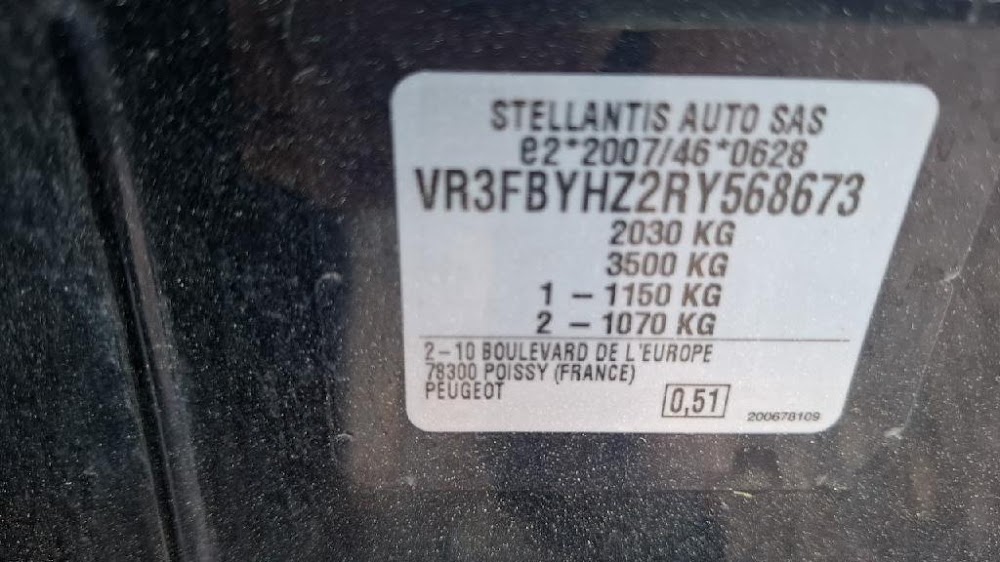 STELLANTIS AUTO SAS
e2*2007/46*0628
VR3FBYHZ2RY568673
2030 KG
3500 KG
1 – 1150 KG
2 – 1070 KG
2–10 BOULEVARD DE L'EUROPE
78300 POISSY (FRANCE)
PEUGEOT
0,51
200678109